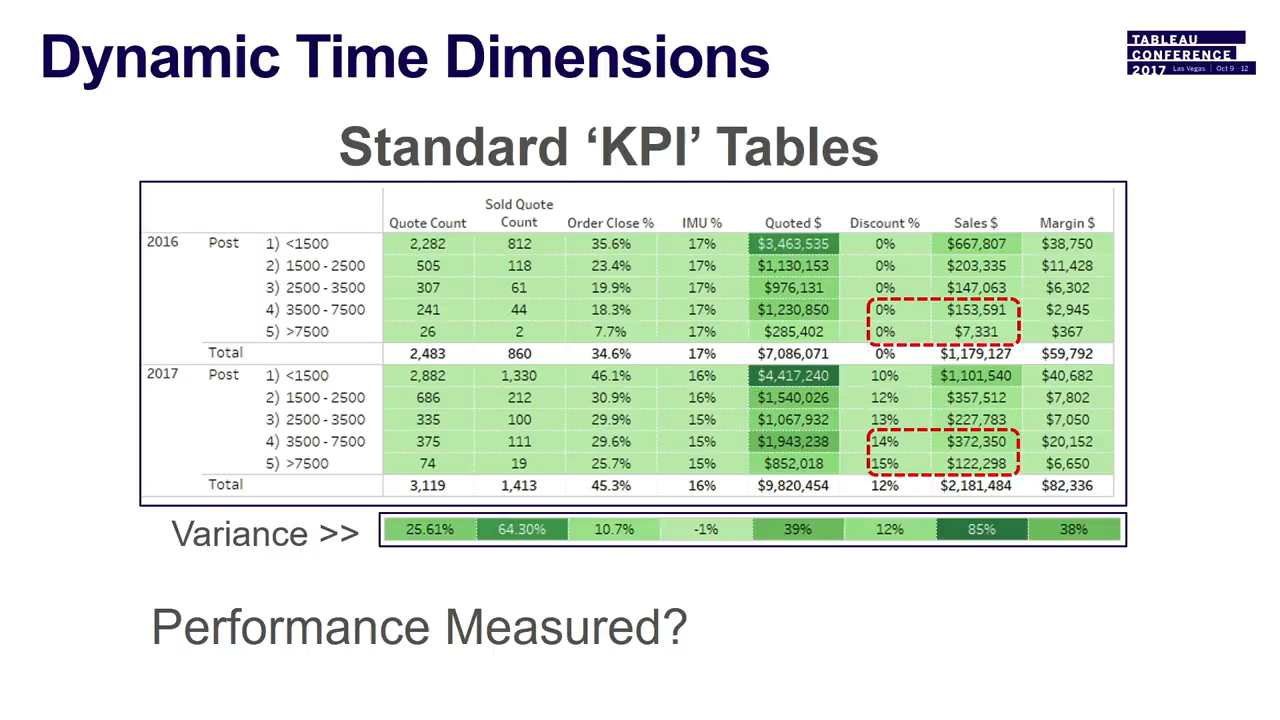 Dynamic Time Dimensions
TABLEAU
CONFERENCE
2017 Las Vegas | Oct 9 - 12
Standard ‘KPI’ Tables
Quote Count Sold Quote Count Order Close % IMU % Quoted $ Discount % Sales $ Margin $
2016 Post 1) <1500 2,282 812 35.6% 17% $3,463,535 0% $667,807 $38,750
2) 1500 - 2500 505 118 23.4% 17% $1,130,153 0% $203,335 $11,428
3) 2500 - 3500 307 61 19.9% 17% $976,131 0% $147,063 $6,302
4) 3500 - 7500 241 44 18.3% 17% $1,230,850 0% $153,591 $2,945
5) >7500 26 2 7.7% 17% $285,402 0% $7,331 $367
Total 2,483 860 34.6% 17% $7,086,071 0% $1,179,127 $59,792
2017 Post 1) <1500 2,882 1,330 46.1% 16% $4,417,240 10% $1,101,540 $40,682
2) 1500 - 2500 686 212 30.9% 16% $1,540,026 12% $357,512 $7,802
3) 2500 - 3500 335 100 29.9% 15% $1,067,932 13% $227,783 $7,050
4) 3500 - 7500 375 111 29.6% 15% $1,943,238 14% $372,350 $20,152
5) >7500 74 19 25.7% 15% $852,018 15% $122,298 $6,650
Total 3,119 1,413 45.3% 16% $9,820,454 12% $2,181,484 $82,336
Variance >> 25.61% 64.30% 10.7% -1% 39% 12% 85% 38%
Performance Measured?